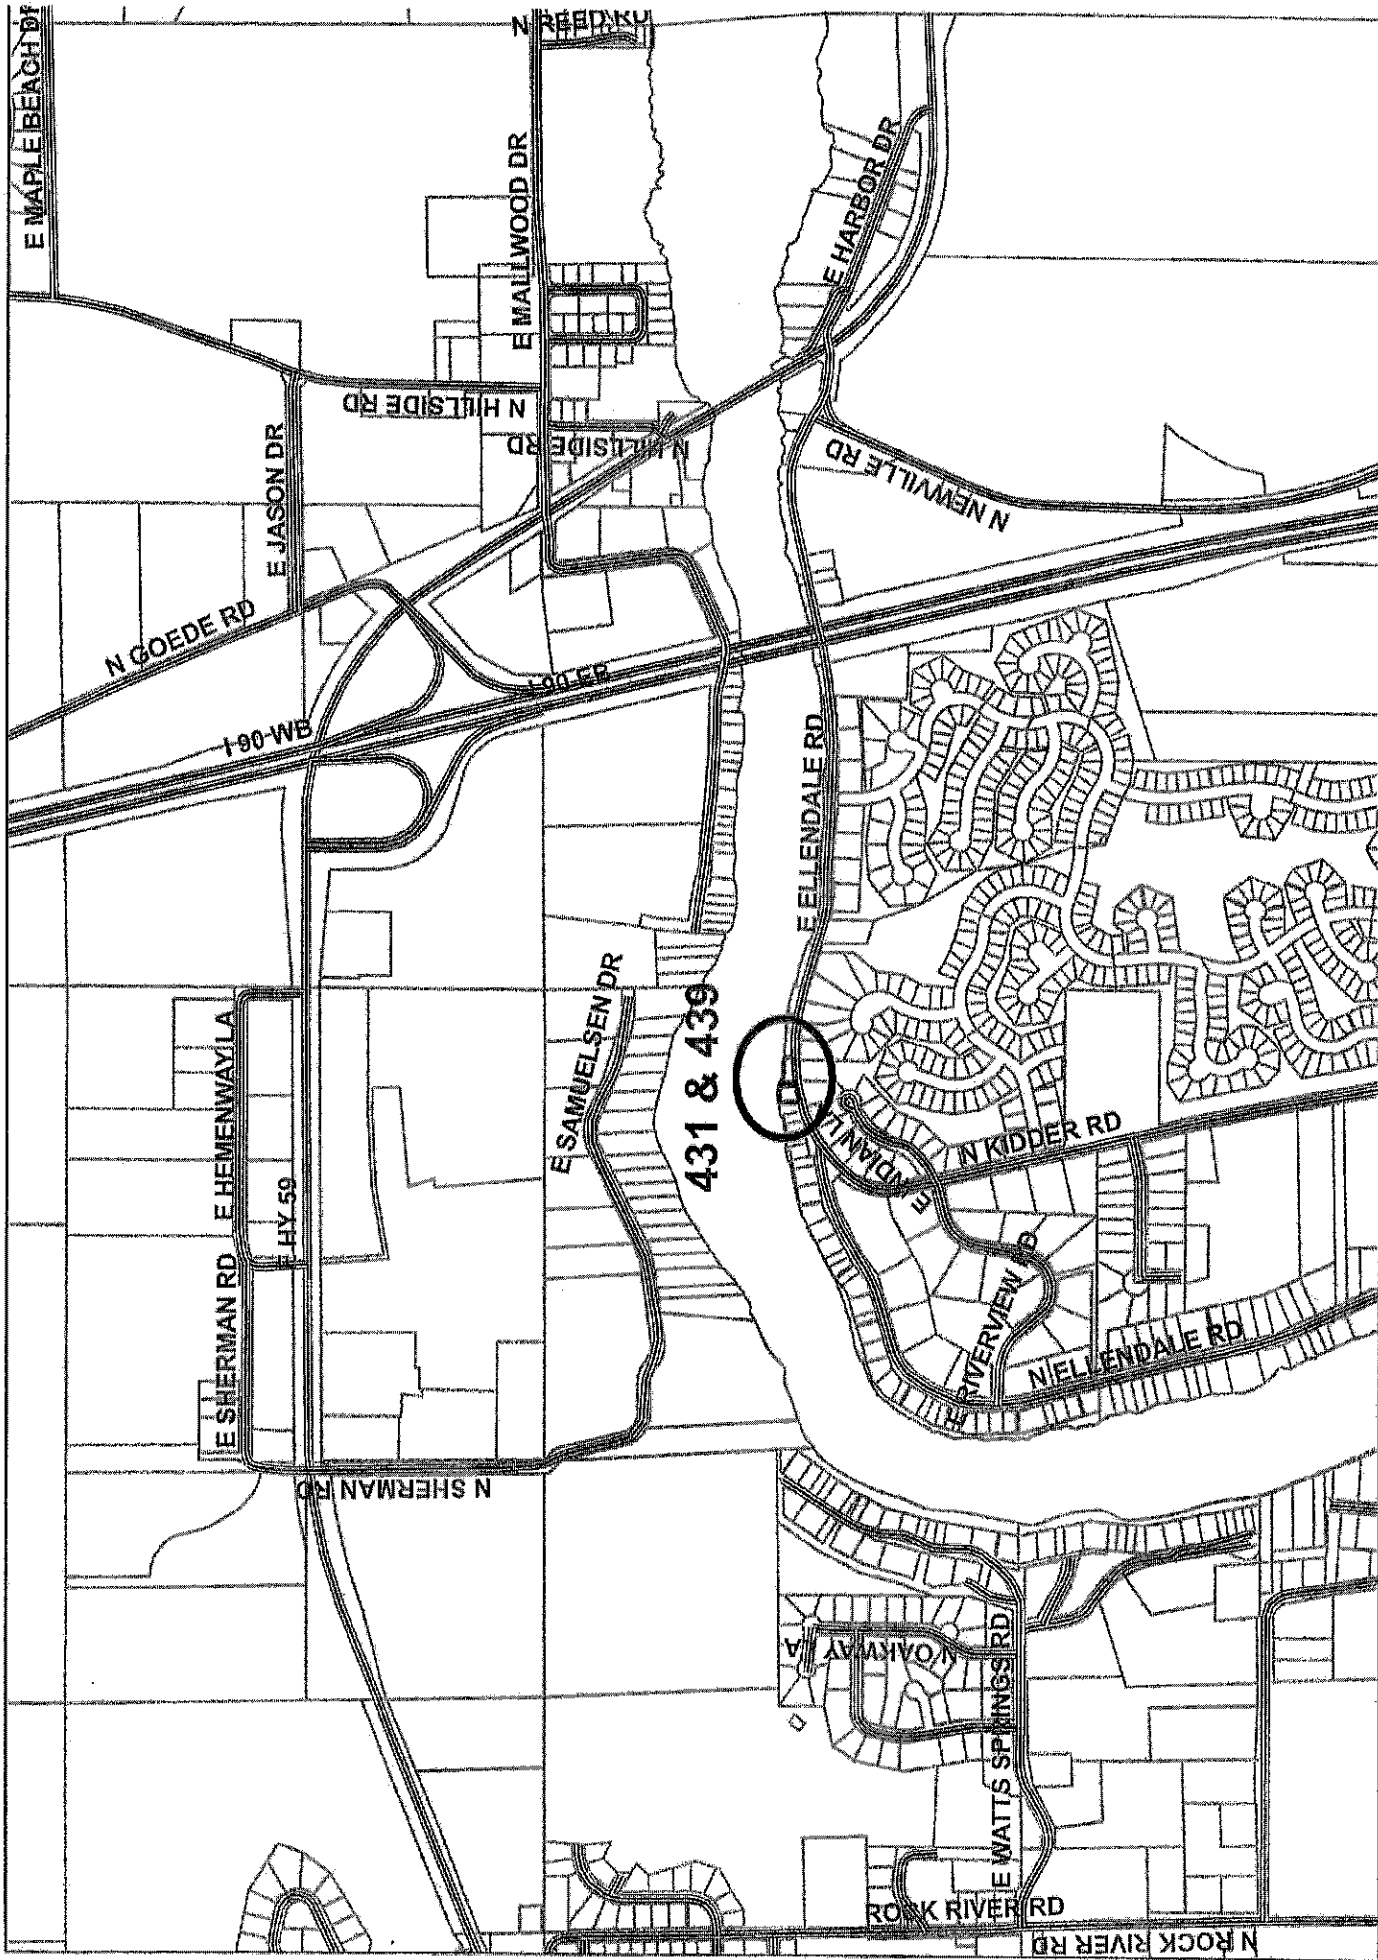 E MAPLE BEACH DR
N REED RD
E MALLWOOD DR
E HARBOR DR
N HILLSIDE RD
N HILLSIDE RD
E JASON DR
N NEWVILLE RD
N GOEDE RD
I 90 EB
I 90 WB
E ELLENDALE RD
E SAMUELSEN DR
431 & 439
E HEMENWAY LA
E HY 59
E SHERMAN RD
N KIDDER RD
E RIVERVIEW
N ELLENDALE RD
N SHERMAN RD
N OAKWAY LA
E WATTS SPRINGS RD
ROCK RIVER RD
N ROCK RIVER RD